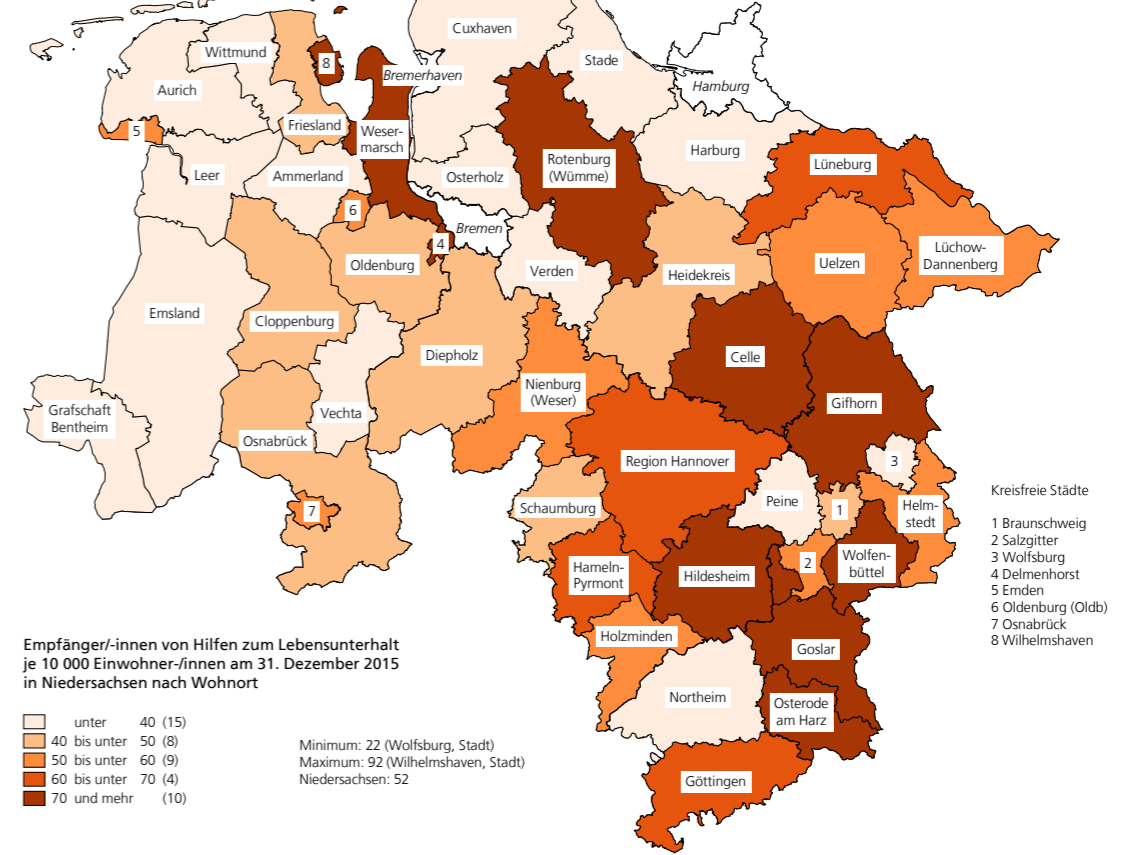 Cuxhaven
Wittmund
Stade
8
Bremerhaven
Aurich
Hamburg
Friesland
5
Weser-
marsch
Harburg
Rotenburg
(Wümme)
Lüneburg
Leer
Ammerland
Osterholz
6
Bremen
4
Oldenburg
Verden
Heidekreis
Uelzen
Lüchow-
Dannenberg
Emsland
Cloppenburg
Diepholz
Celle
Nienburg
(Weser)
Gifhorn
Grafschaft
Bentheim
Vechta
Osnabrück
Region Hannover
3
Peine
Schaumburg
1
Helm-
stedt
7
Hameln-
Pyrmont
Hildesheim
2
Wolfen-
büttel
Holzminden
Goslar
Northeim
Osterode
am Harz
Göttingen
Kreisfreie Städte
1 Braunschweig
2 Salzgitter
3 Wolfsburg
4 Delmenhorst
5 Emden
6 Oldenburg (Oldb)
7 Osnabrück
8 Wilhelmshaven
Empfänger/-innen von Hilfen zum Lebensunterhalt
je 10 000 Einwohner-/innen am 31. Dezember 2015
in Niedersachsen nach Wohnort
unter 40 (15)
40 bis unter 50 (8)
50 bis unter 60 (9)
60 bis unter 70 (4)
70 und mehr (10)
Minimum: 22 (Wolfsburg, Stadt)
Maximum: 92 (Wilhelmshaven, Stadt)
Niedersachsen: 52